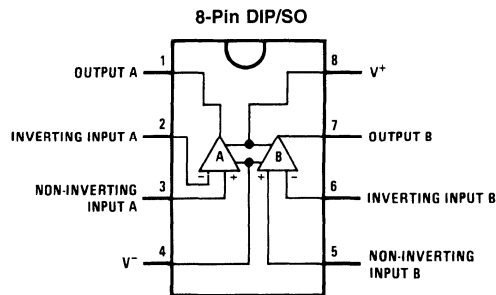 8-Pin DIP/SO
1
OUTPUT A
8
V+
2
INVERTING INPUT A
7
OUTPUT B
A
B
−
+
+
−
3
NON-INVERTING
INPUT A
6
INVERTING INPUT B
4
V−
5
NON-INVERTING
INPUT B